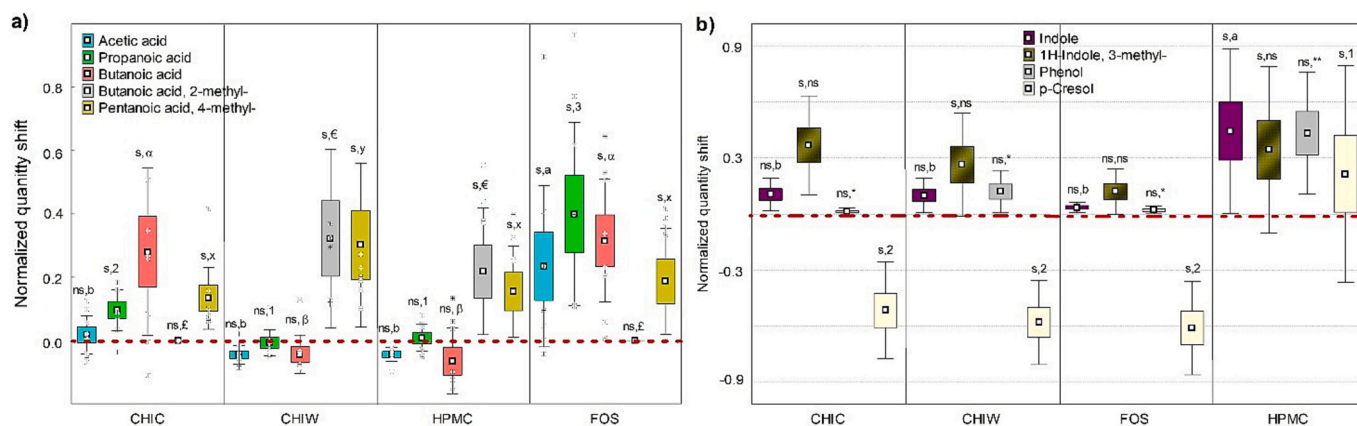 a)
Acetic acid
Propanoic acid
Butanoic acid
Butanoic acid, 2-methyl-
Pentanoic acid, 4-methyl-
Normalized quanity shift
0.8
0.6
0.4
0.2
0.0
ns,b
s,2
s,α
ns,£
s,x
ns,b
ns,1
ns,β
s,€
s,y
ns,b
ns,1
ns,β
s,€
s,x
s,a
s,3
s,α
ns,£
s,x
CHIC
CHIW
HPMC
FOS
b)
Indole
1H-Indole, 3-methyl-
Phenol
p-Cresol
Normalized quanity shift
0.9
0.3
-0.3
-0.9
ns,b
s,ns
ns,*
s,2
ns,b
s,ns
ns,*
s,2
ns,b
ns,ns
ns,*
s,2
s,a
s,ns
ns,**
s,1
CHIC
CHIW
FOS
HPMC